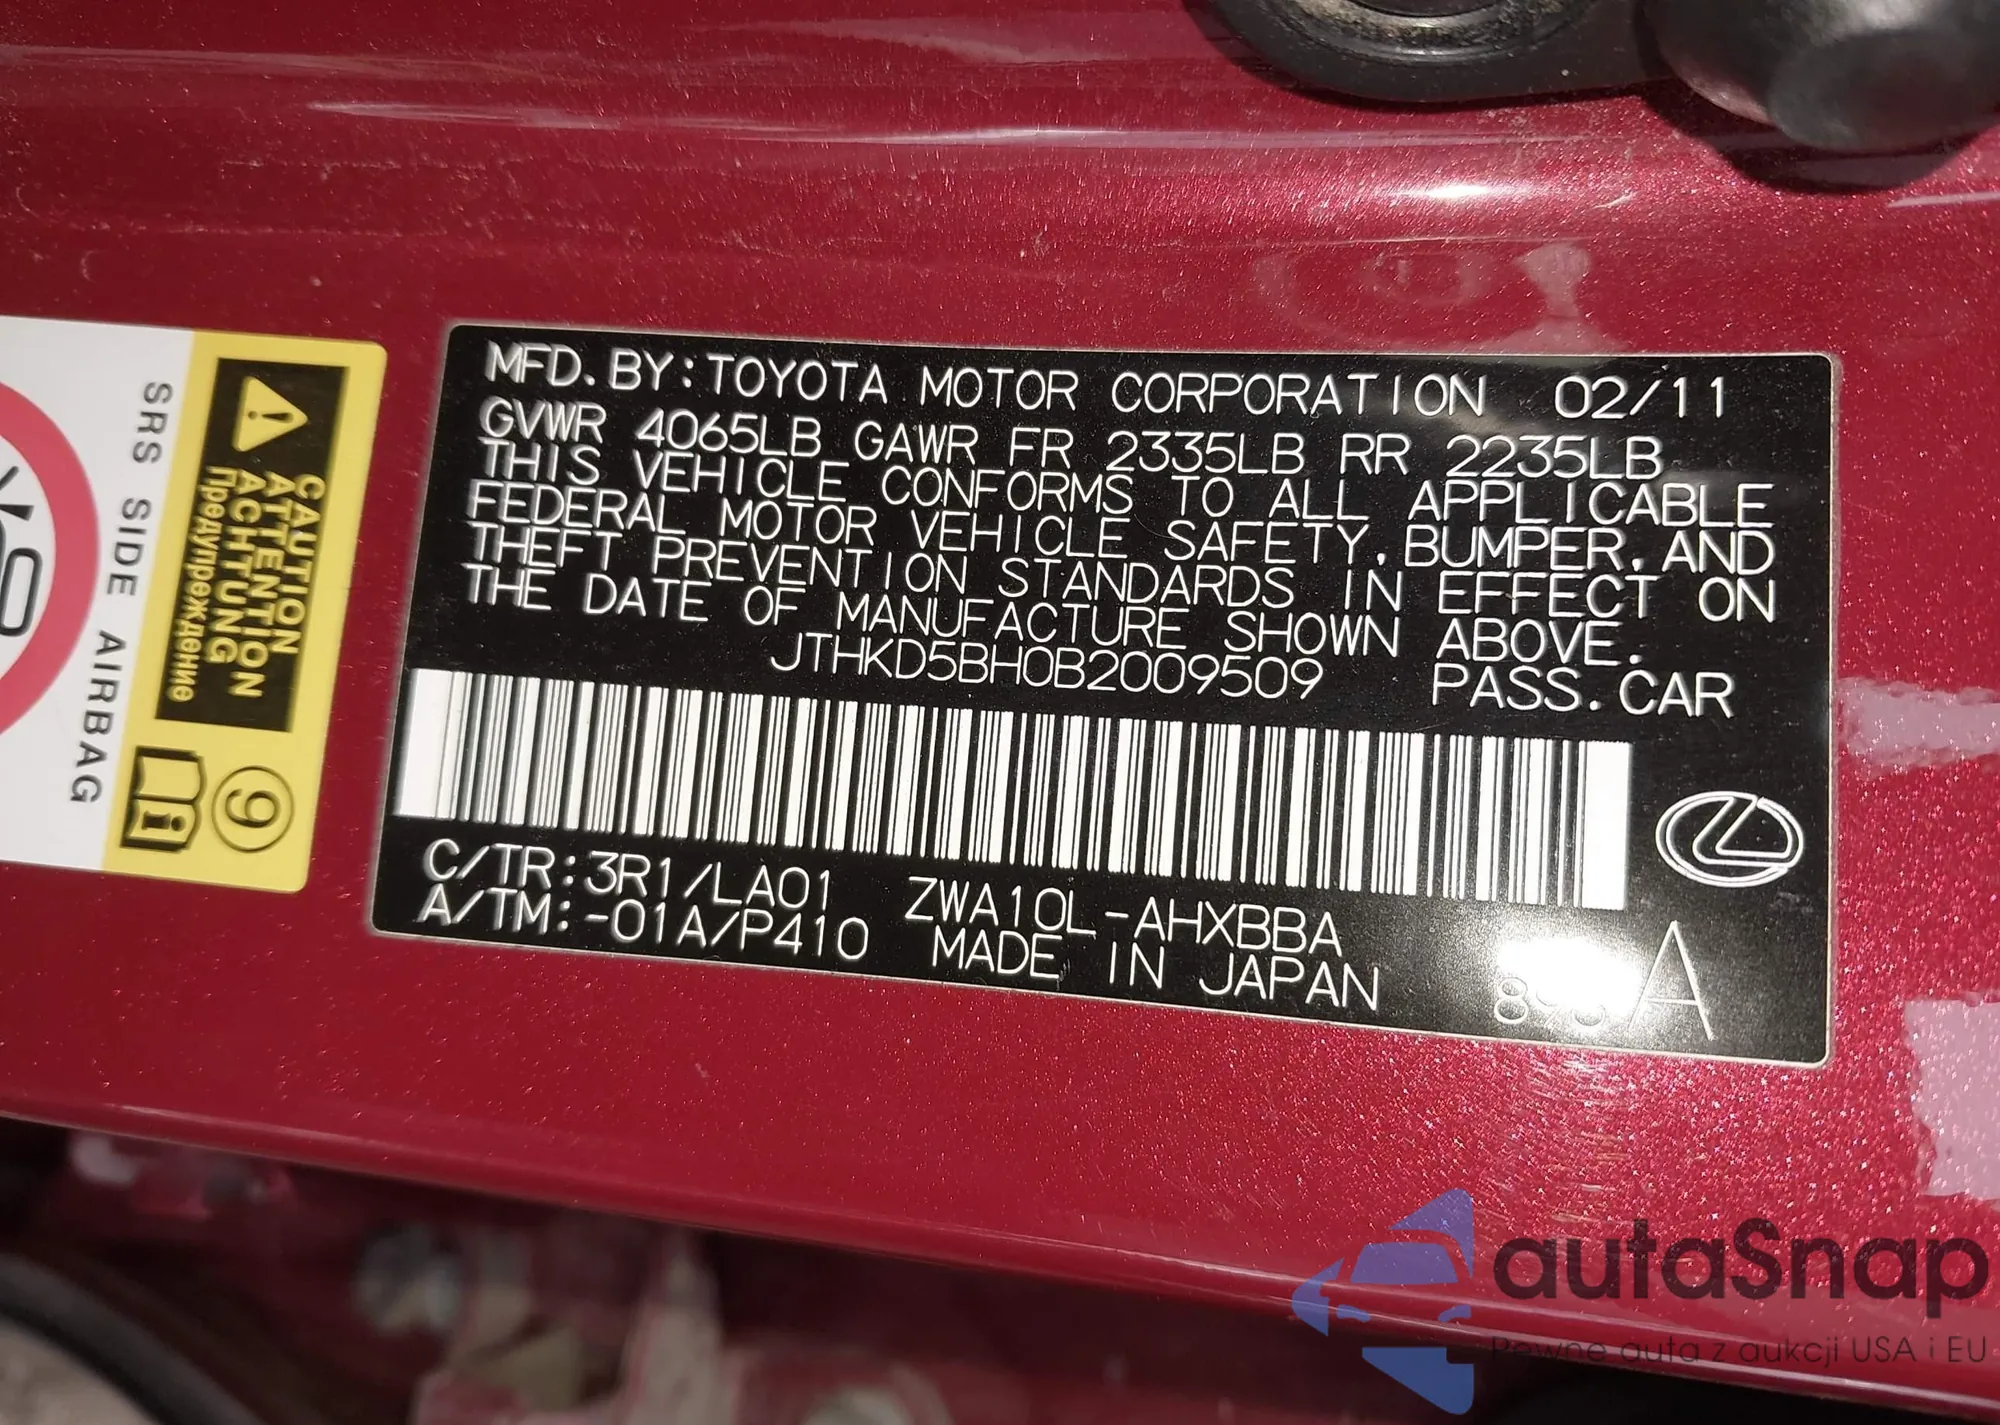 MFD. BY: TOYOTA MOTOR CORPORATION 02/11
GVWR 4065LB GAWR FR 2335LB RR 2235LB
THIS VEHICLE CONFORMS TO ALL APPLICABLE
FEDERAL MOTOR VEHICLE SAFETY, BUMPER, AND
THEFT PREVENTION STANDARDS IN EFFECT ON
THE DATE OF MANUFACTURE SHOWN ABOVE.
JTHKD5BH0B2009509 PASS. CAR
C/TR: 3R1/LA01 ZWA10L-AHXBBA
A/TM: -01A/P410 MADE IN JAPAN
A
SRS SIDE AIRBAG
CAUTION
ATTENTION
ACHTUNG
Предупреждение
9
autaSnap
Pewne auta z aukcji USA i EU